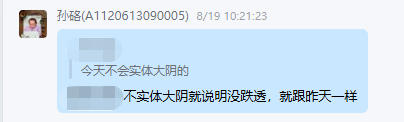 孙硌(A1120613090005) 8/19 10:21:23
今天不会实体大阴的
不实体大阴就说明没跌透，就跟昨天一样